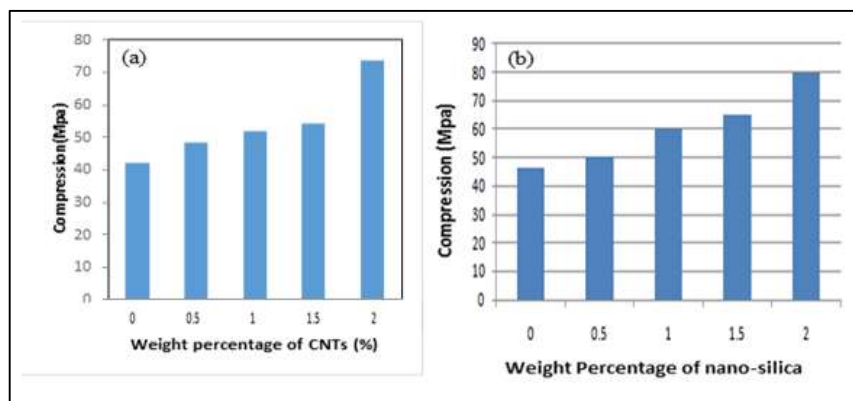 (a)
80
70
60
50
40
30
20
10
0
Compression(Mpa)
0 0.5 1 1.5 2
Weight percentage of CNTs (%)
(b)
90
80
70
60
50
40
30
20
10
0
Compression (Mpa)
0 0.5 1 1.5 2
Weight Percentage of nano-silica